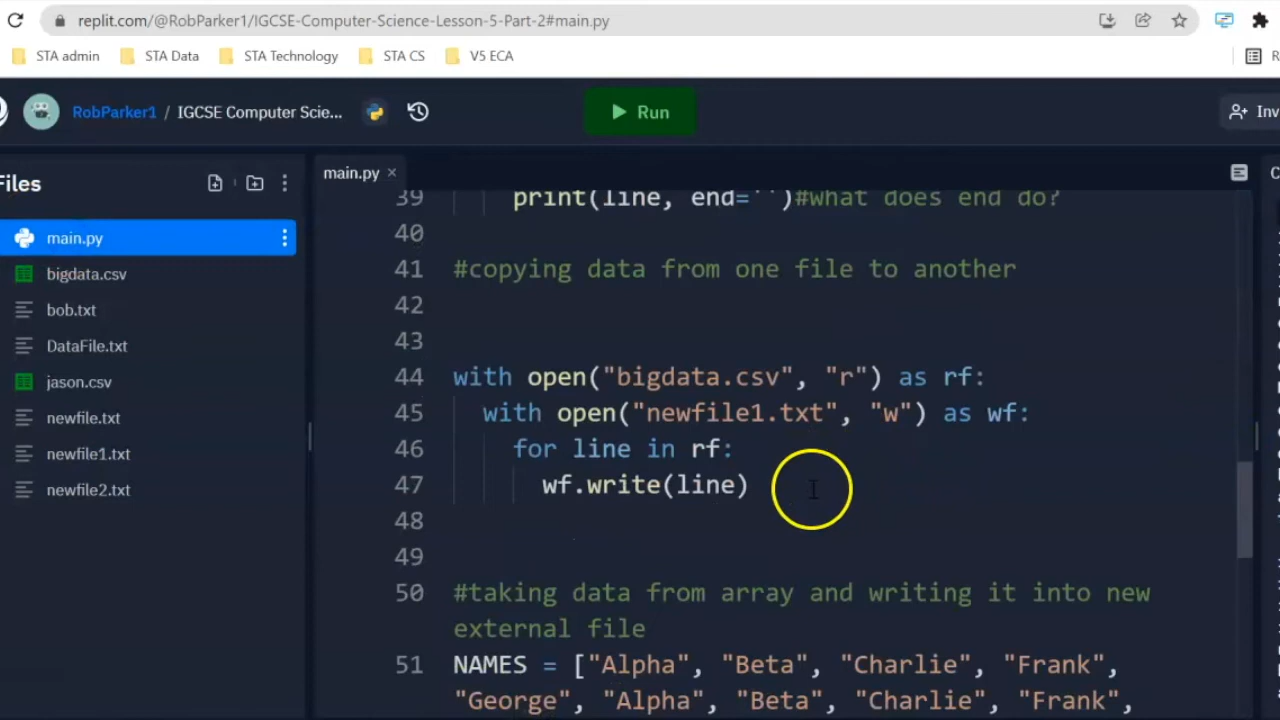 replit.com/@RobParker1/IGCSE-Computer-Science-Lesson-5-Part-2#main.py
STA admin STA Data STA Technology STA CS V5 ECA R
RobParker1 / IGCSE Computer Scie... Run Inv
Files
main.py
bigdata.csv
bob.txt
DataFile.txt
jason.csv
newfile.txt
newfile1.txt
newfile2.txt
main.py × C
39 print(line, end='')#what does end do?
40
41 #copying data from one file to another
42
43
44 with open("bigdata.csv", "r") as rf:
45 with open("newfile1.txt", "w") as wf:
46 for line in rf:
47 wf.write(line)
48
49
50 #taking data from array and writing it into new
external file
51 NAMES = ["Alpha", "Beta", "Charlie", "Frank",
"George", "Alpha", "Beta", "Charlie", "Frank",